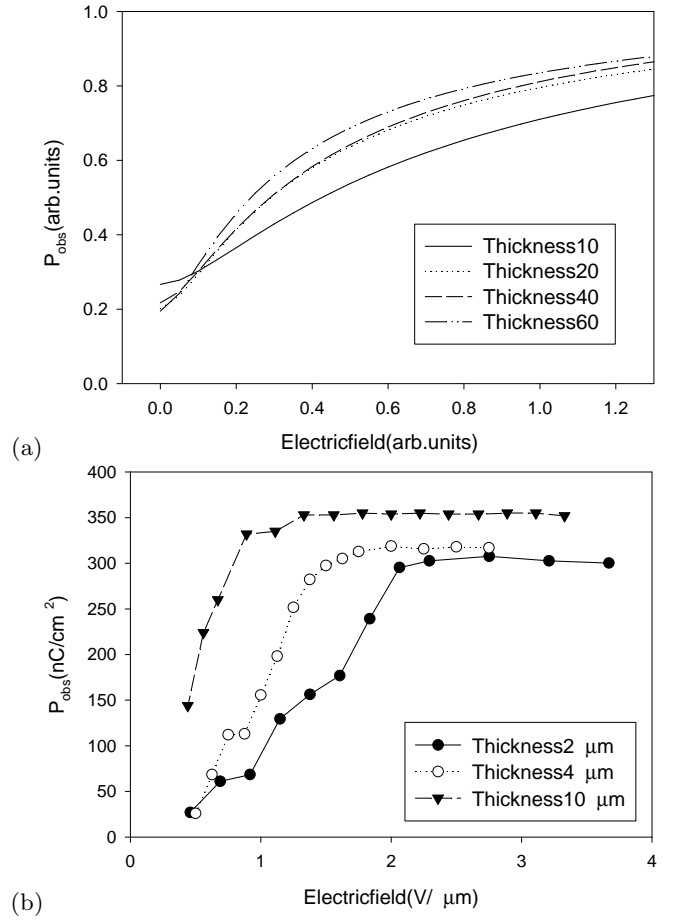 1.0
0.8
0.6
0.4
0.2
0.0
P_obs(arb.units)
Thickness10
Thickness20
Thickness40
Thickness60
0.0 0.2 0.4 0.6 0.8 1.0 1.2
Electricfield(arb.units)
(a)
400
350
300
250
200
150
100
50
0
P_obs(nC/cm ²)
Thickness2 μm
Thickness4 μm
Thickness10 μm
0 1 2 3 4
Electricfield(V/ μm)
(b)